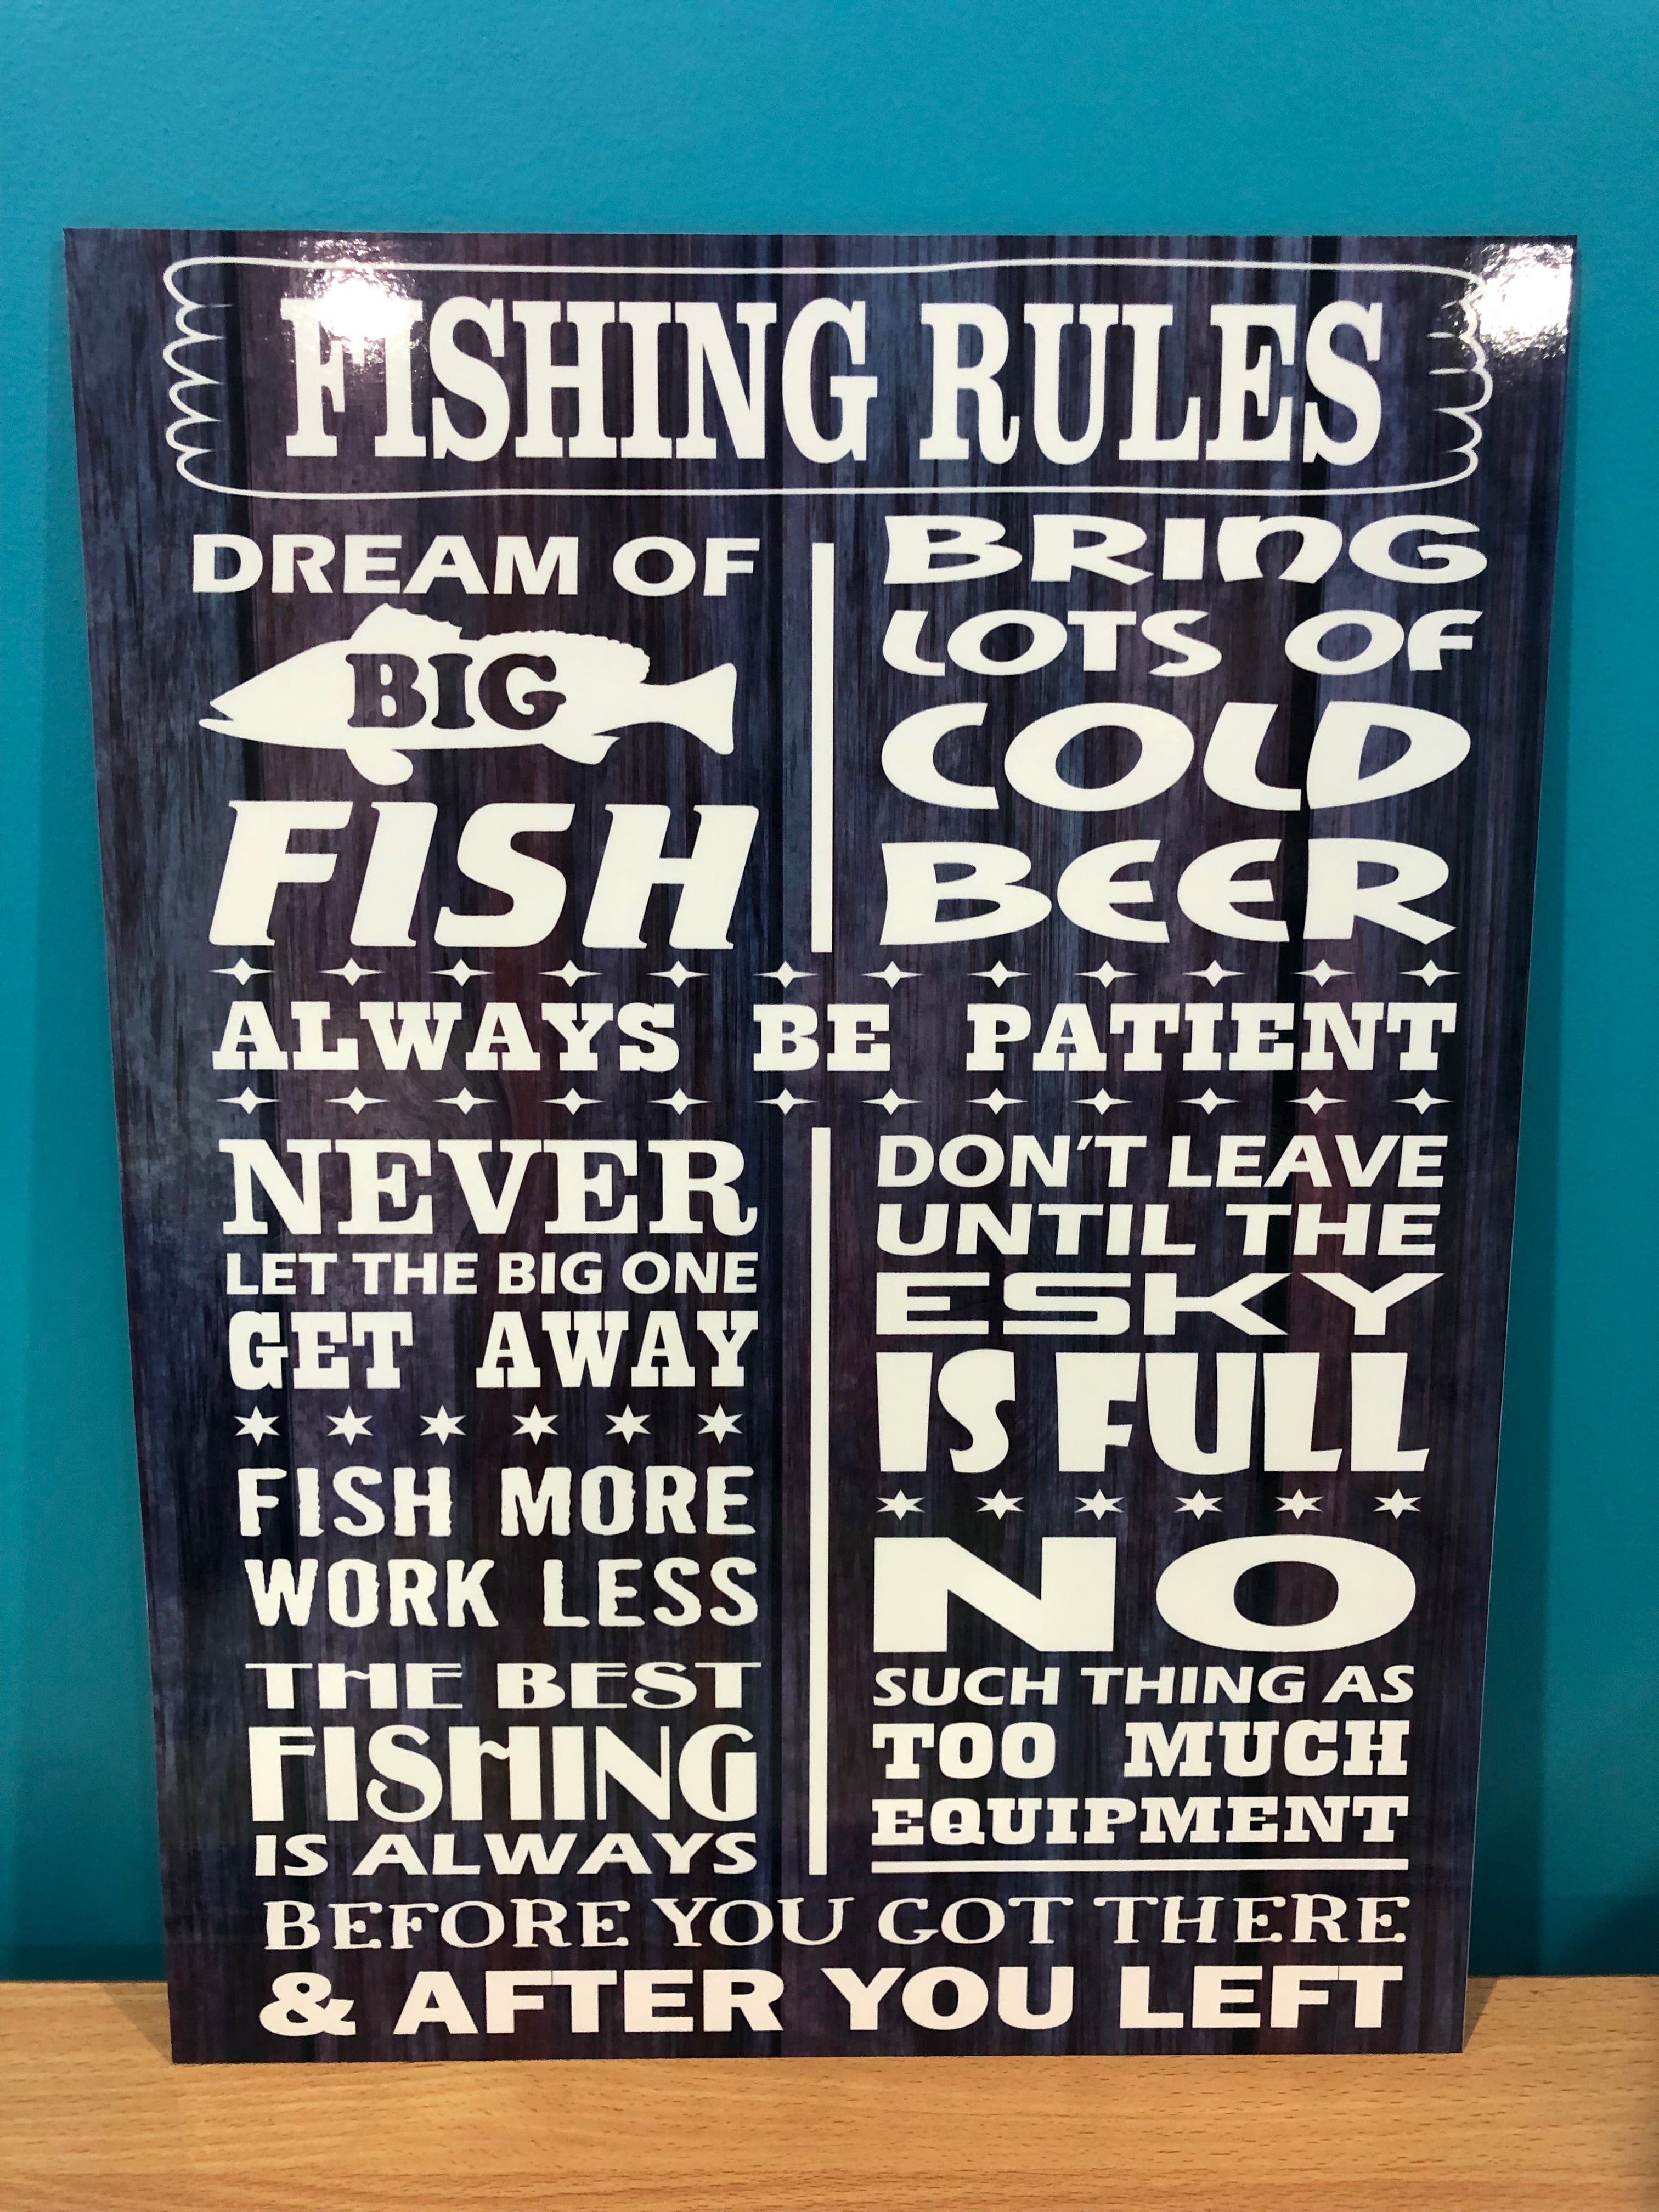 FISHING RULES
DREAM OF
BIG
FISH
BRING
LOTS OF
COLD
BEER
ALWAYS BE PATIENT
NEVER
LET THE BIG ONE
GET AWAY
FISH MORE
WORK LESS
DON'T LEAVE
UNTIL THE
ESKY
IS FULL
NO
SUCH THING AS
TOO MUCH
EQUIPMENT
THE BEST
FISHING
IS ALWAYS
BEFORE YOU GOT THERE
& AFTER YOU LEFT